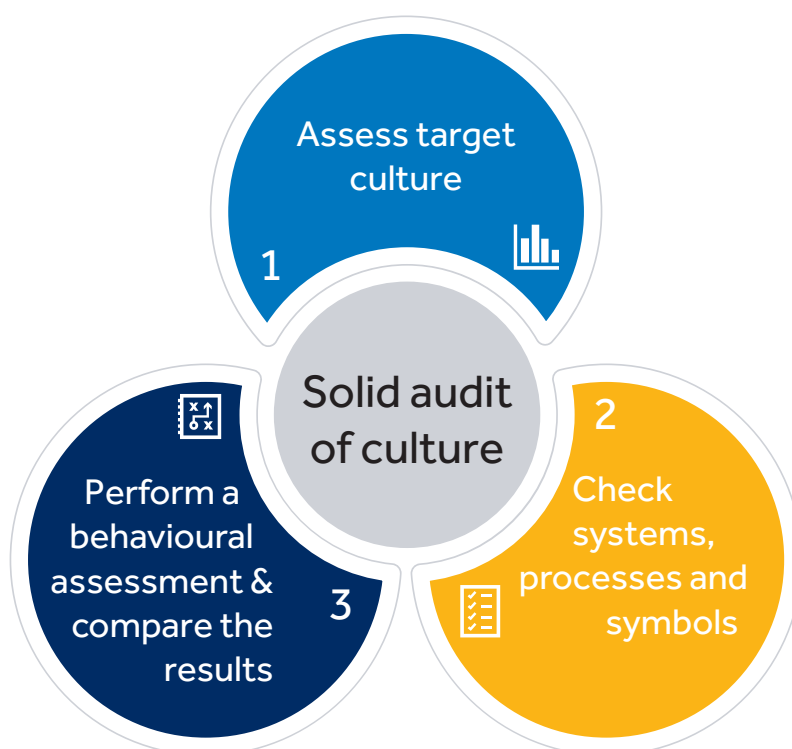 Assess target
culture
1
Solid audit
of culture
2
Check
systems,
processes and
symbols
Perform a
behavioural
assessment &
compare the
results
3